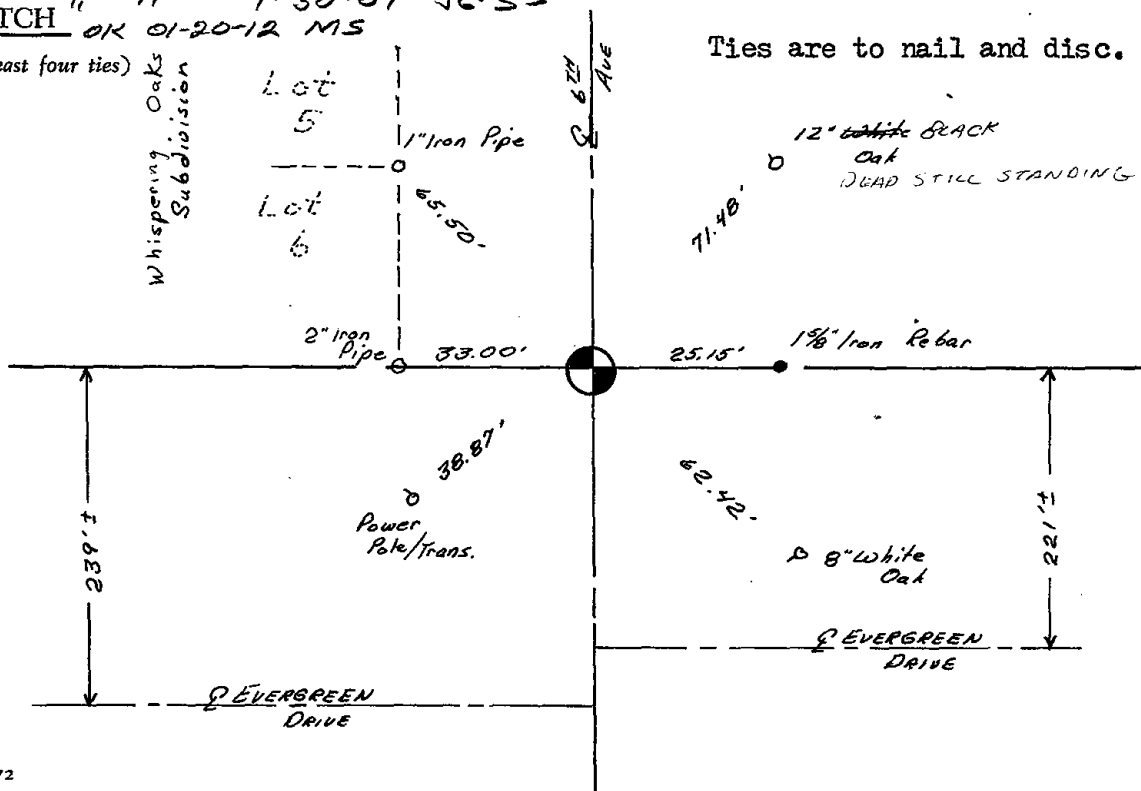 TCH
OK 01-20-12 MS
east four ties)
Ties are to nail and disc.
Whispering Oaks
Subdivision
Lot
5
Lot
6
℄ 6TH
AVE
1" Iron Pipe
65.50'
12" White BLACK
Oak
DEAD STILL STANDING
71.48'
2" Iron
Pipe
33.00'
25.15'
1 5/8" Iron Rebar
38.87'
Power
Pole/Trans.
62.42'
8" White
Oak
239'±
221'±
℄ EVERGREEN
DRIVE
℄ EVERGREEN
DRIVE
72